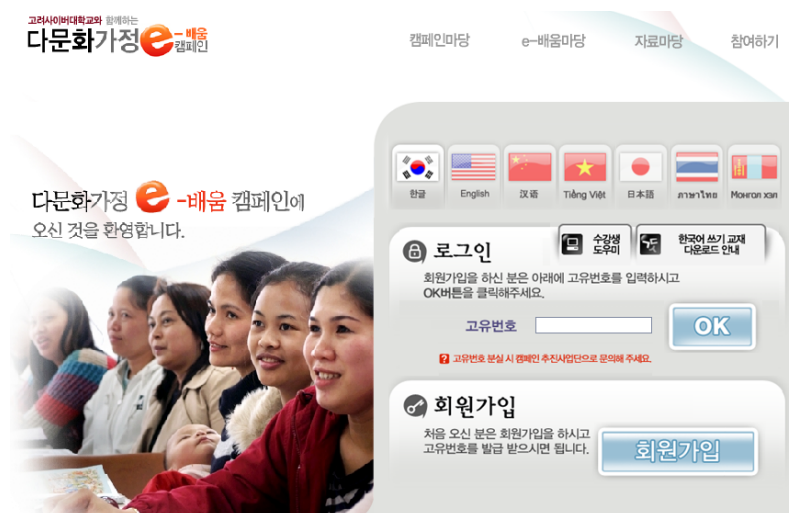 고려사이버대학교와 함께하는
다문화가정 e-배움 캠페인
캠페인마당 e-배움마당 자료마당 참여하기
한글 English 汉语 Tiếng Việt 日本語 ภาษาไทย Монгол хэл
다문화가정 e-배움 캠페인에
오신 것을 환영합니다.
로그인
수강생
도우미
한국어 쓰기 교재
다운로드 안내
회원가입을 하신 분은 아래에 고유번호를 입력하시고
OK버튼을 클릭해주세요.
고유번호
OK
? 고유번호 분실 시 캠페인 추진사업단으로 문의해 주세요.
회원가입
처음 오신 분은 회원가입을 하시고
고유번호를 발급 받으시면 됩니다.
회원가입